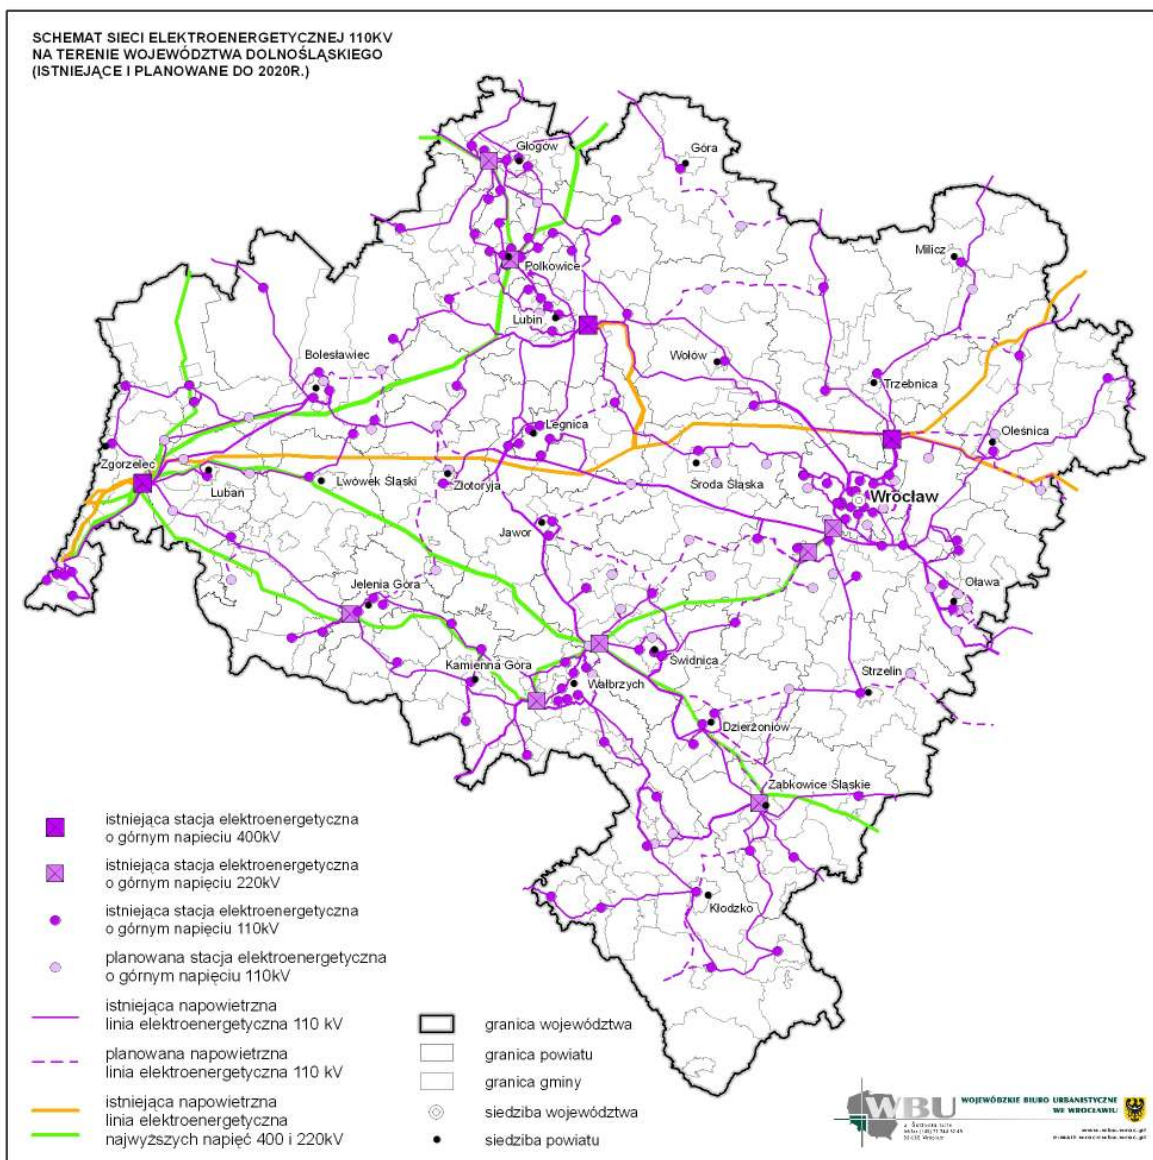 SCHEMAT SIECI ELEKTROENERGETYCZNEJ 110KV
NA TERENIE WOJEWÓDZTWA DOLNOŚLĄSKIEGO
(ISTNIEJĄCE I PLANOWANE DO 2020R.)
Głogów
Góra
Milicz
Polkowice
Lubin
Bolesławiec
Wołów
Trzebnica
Legnica
Oleśnica
Zgorzelec
Lubań
Lwówek Śląski
Złotoryja
Środa Śląska
Wrocław
Jawor
Jelenia Góra
Oława
Kamienna Góra
Świdnica
Strzelin
Wałbrzych
Dzierżoniów
Ząbkowice Śląskie
Kłodzko
istniejąca stacja elektroenergetyczna
o górnym napięciu 400kV
istniejąca stacja elektroenergetyczna
o górnym napięciu 220kV
istniejąca stacja elektroenergetyczna
o górnym napięciu 110kV
planowana stacja elektroenergetyczna
o górnym napięciu 110kV
istniejąca napowietrzna
linia elektroenergetyczna 110 kV
planowana napowietrzna
linia elektroenergetyczna 110 kV
istniejąca napowietrzna
linia elektroenergetyczna
najwyższych napięć 400 i 220kV
granica województwa
granica powiatu
granica gminy
siedziba województwa
siedziba powiatu
WBU
WOJEWÓDZKIE BIURO URBANISTYCZNE
WE WROCŁAWIU